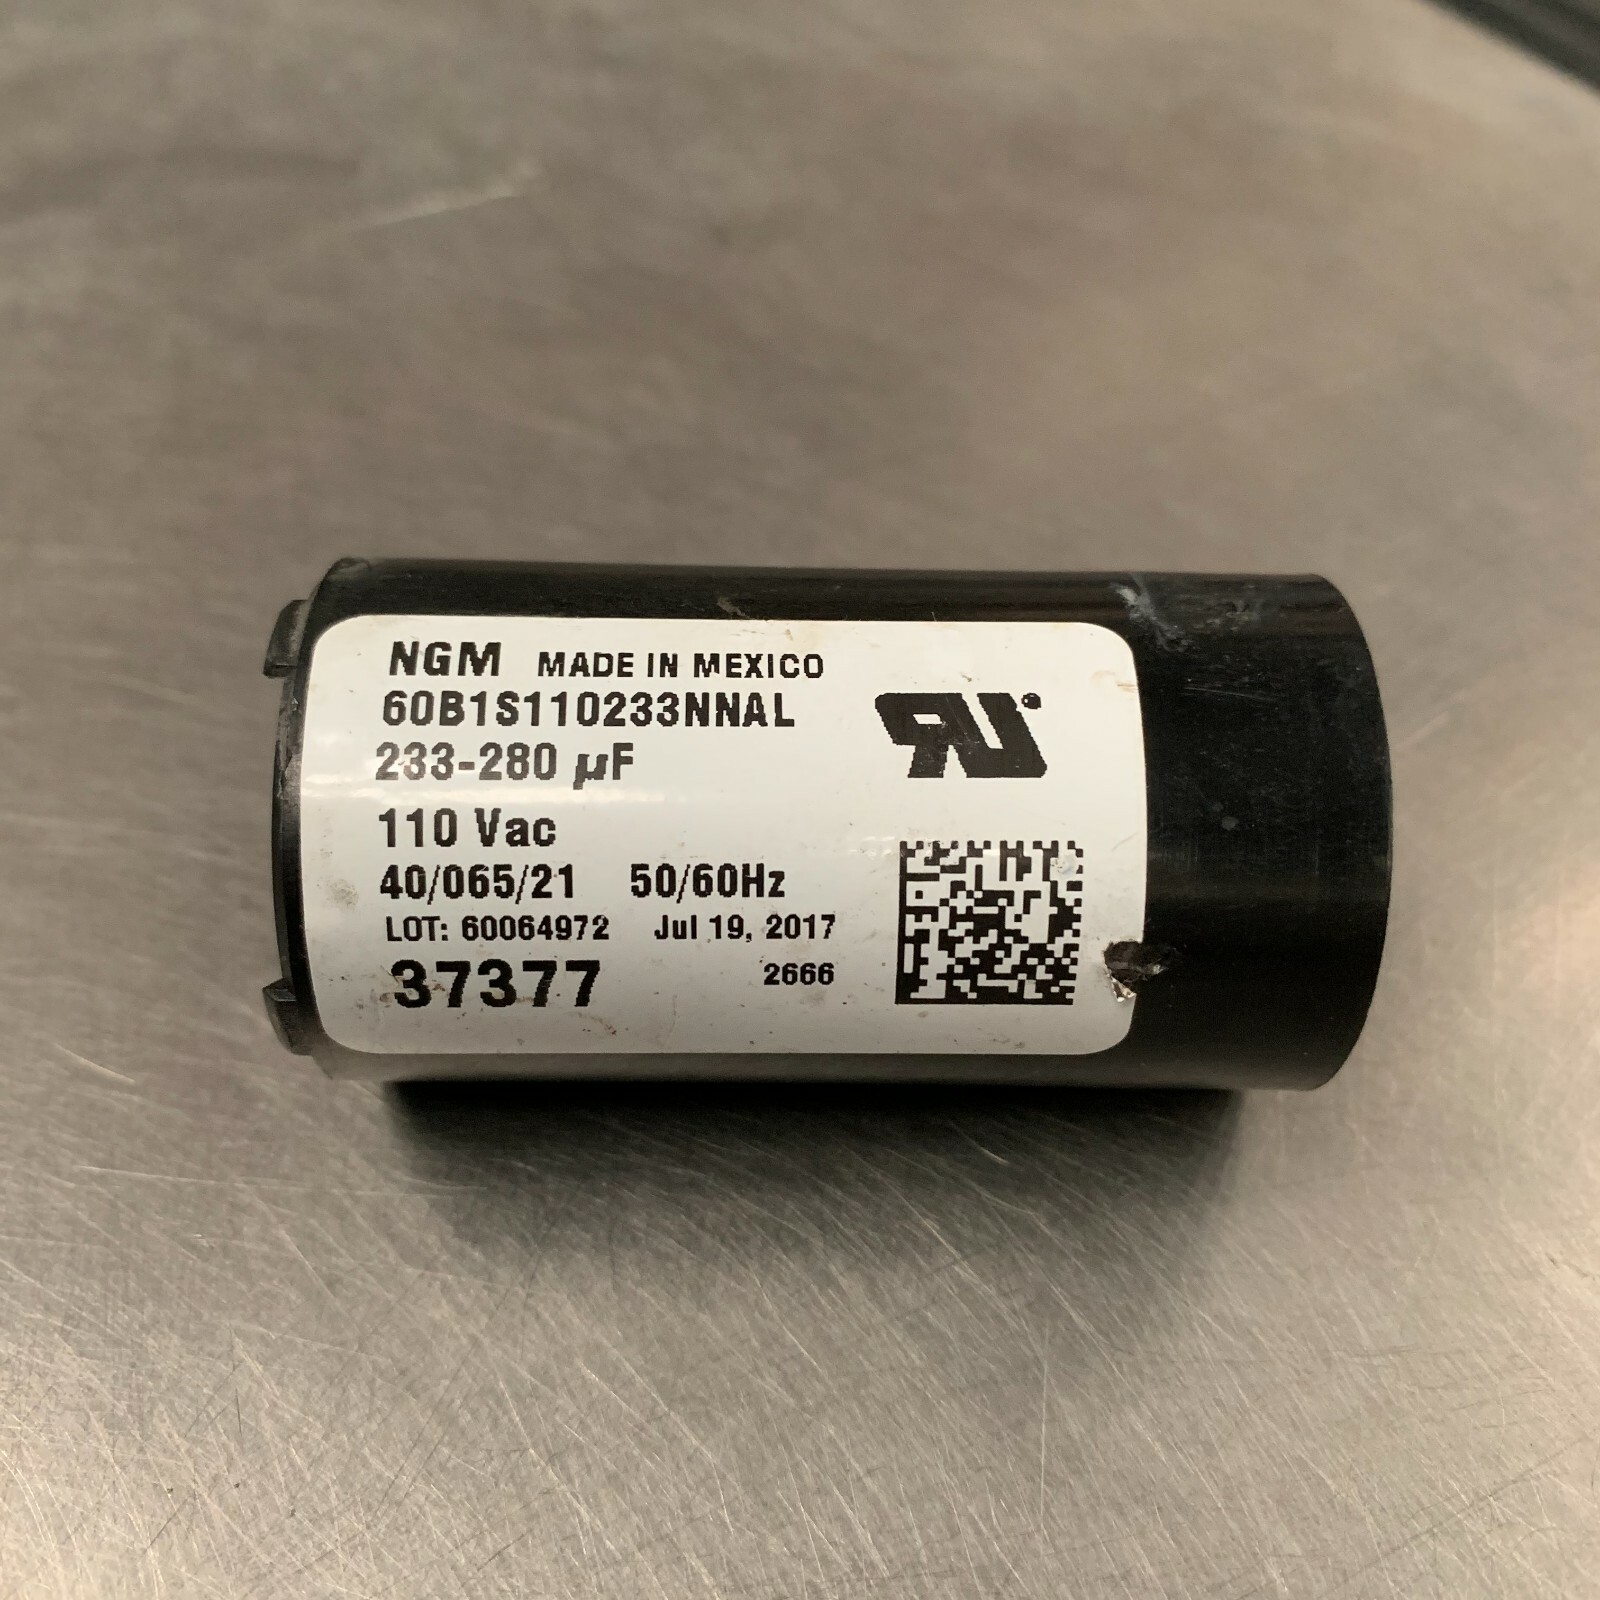 NGM MADE IN MEXICO
60B1S110233NNAL
233-280 µF
110 Vac
40/065/21 50/60Hz
LOT: 60064972 Jul 19, 2017
37377 2666